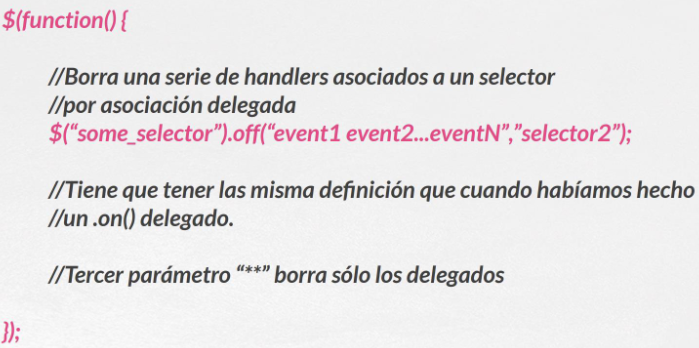 $(function() {
//Borra una serie de handlers asociados a un selector
//por asociación delegada
$(“some_selector”).off(“event1 event2...eventN”,”selector2”);
//Tiene que tener las misma definición que cuando habíamos hecho
//un .on() delegado.
//Tercer parámetro “**” borra sólo los delegados
});